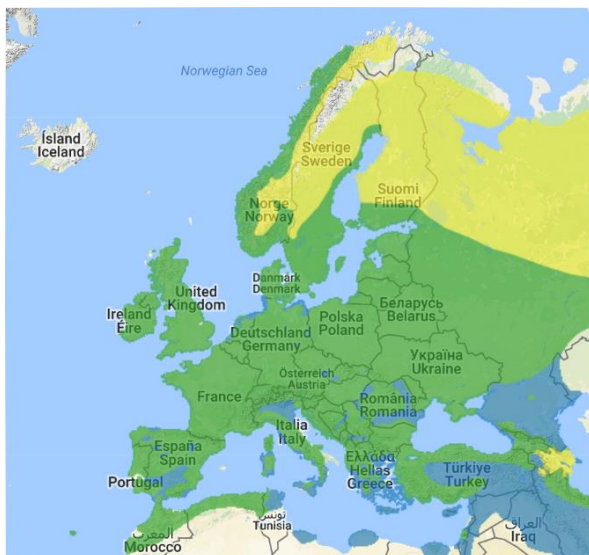 Norwegian Sea
Ísland
Iceland
Sverige
Sweden
Norge
Norway
Suomi
Finland
Danmark
Denmark
United
Kingdom
Ireland
Éire
Deutschland
Germany
Polska
Poland
Беларусь
Belarus
Україна
Ukraine
Österreich
Austria
France
România
Romania
Italia
Italy
España
Spain
Portugal
Ελλάδα
Hellas
Greece
Türkiye
Turkey
تونس
Tunisia
المغرب
Morocco
العراق
Iraq